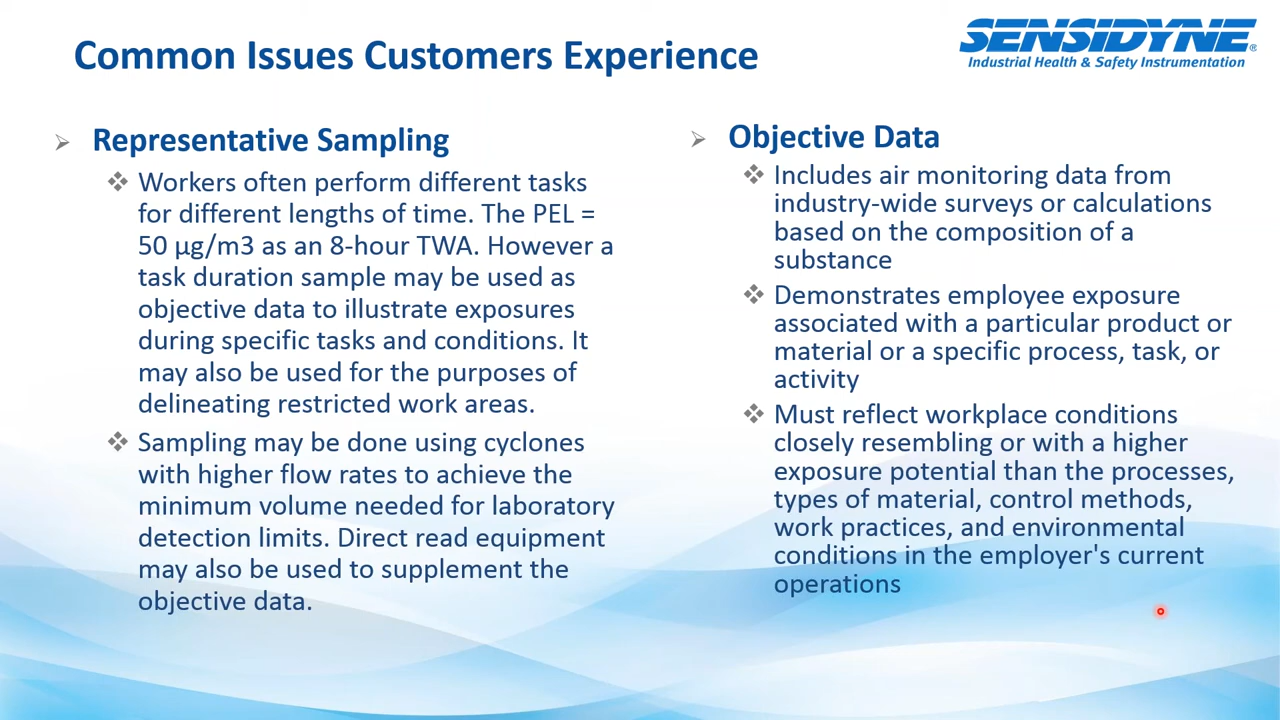 Common Issues Customers Experience
SENSIDYNE®
Industrial Health & Safety Instrumentation
Representative Sampling
Workers often perform different tasks
for different lengths of time. The PEL =
50 µg/m3 as an 8-hour TWA. However a
task duration sample may be used as
objective data to illustrate exposures
during specific tasks and conditions. It
may also be used for the purposes of
delineating restricted work areas.
Sampling may be done using cyclones
with higher flow rates to achieve the
minimum volume needed for laboratory
detection limits. Direct read equipment
may also be used to supplement the
objective data.
Objective Data
Includes air monitoring data from
industry-wide surveys or calculations
based on the composition of a
substance
Demonstrates employee exposure
associated with a particular product or
material or a specific process, task, or
activity
Must reflect workplace conditions
closely resembling or with a higher
exposure potential than the processes,
types of material, control methods,
work practices, and environmental
conditions in the employer's current
operations